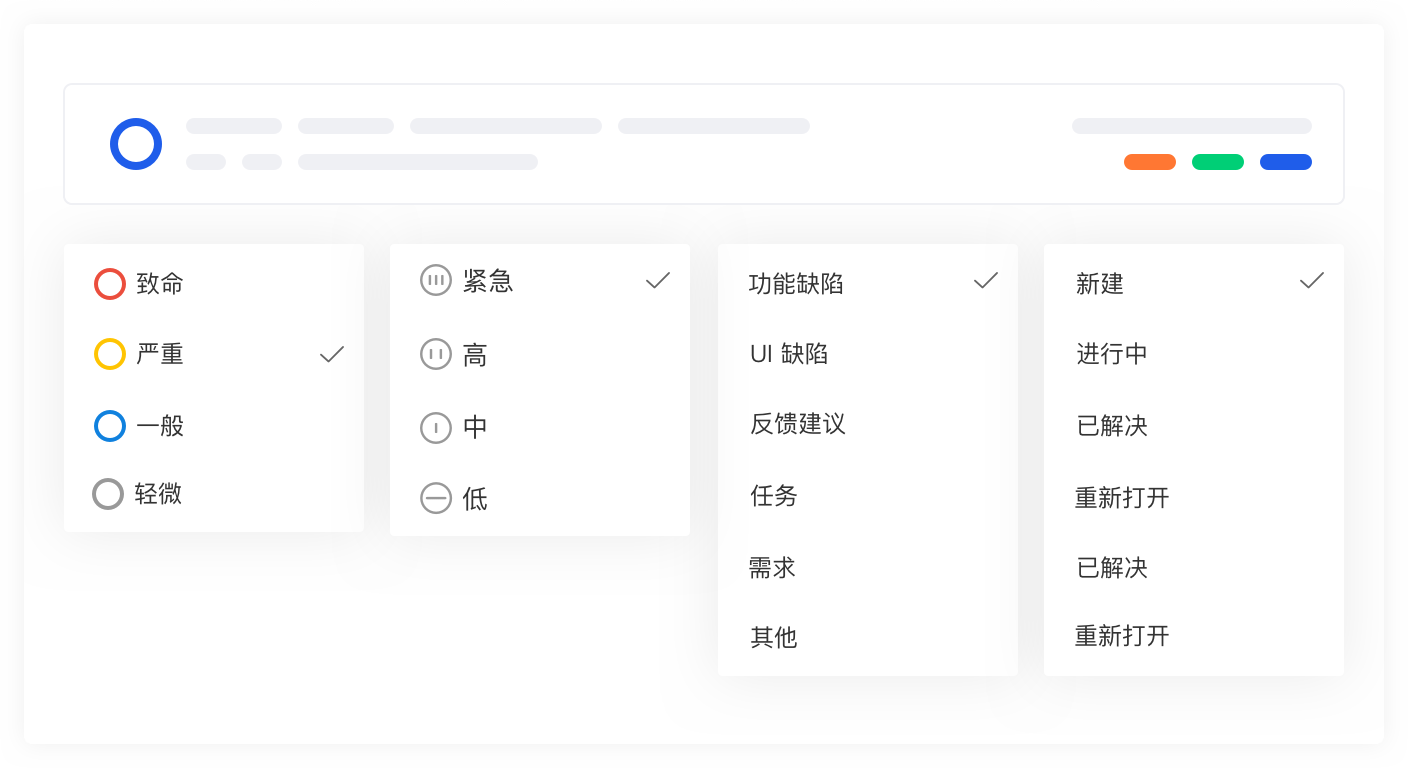 致命
严重
一般
轻微
紧急
高
中
低
功能缺陷
UI 缺陷
反馈建议
任务
需求
其他
新建
进行中
已解决
重新打开
已解决
重新打开